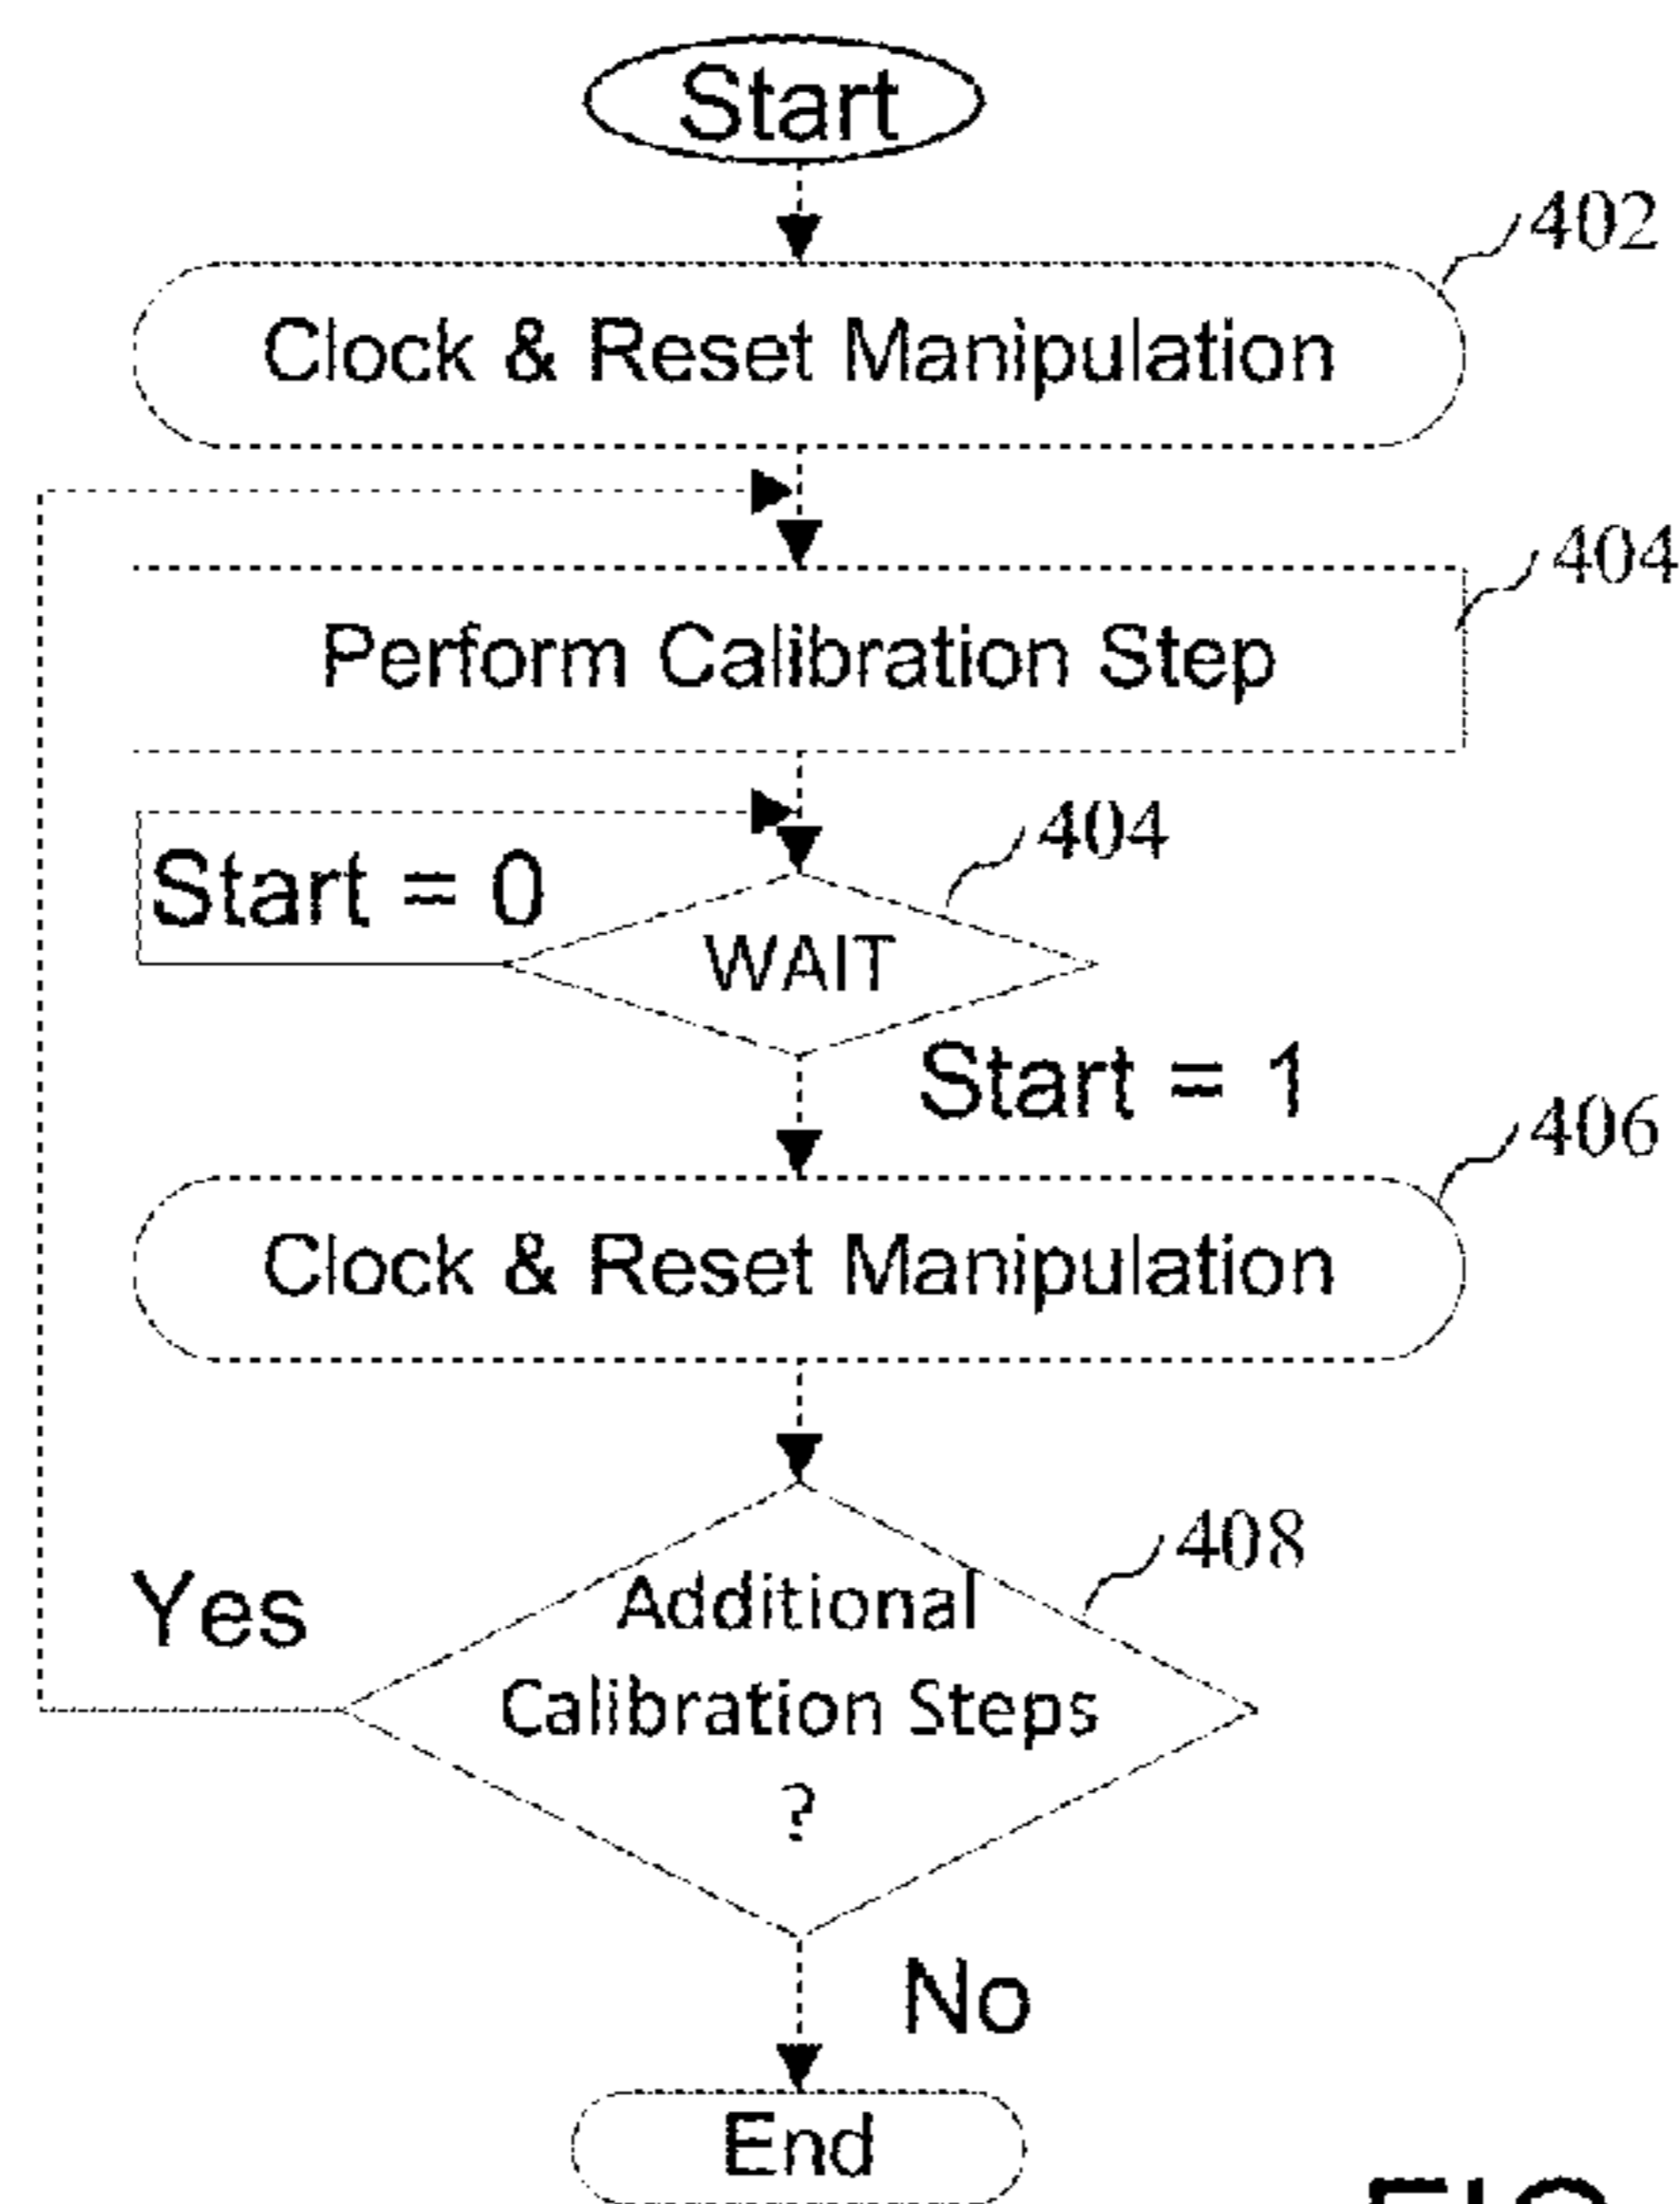 Start
402
Clock & Reset Manipulation
404
Perform Calibration Step
404
Start = 0
WAIT
Start = 1
406
Clock & Reset Manipulation
408
Additional
Yes
Calibration Steps
?
No
End